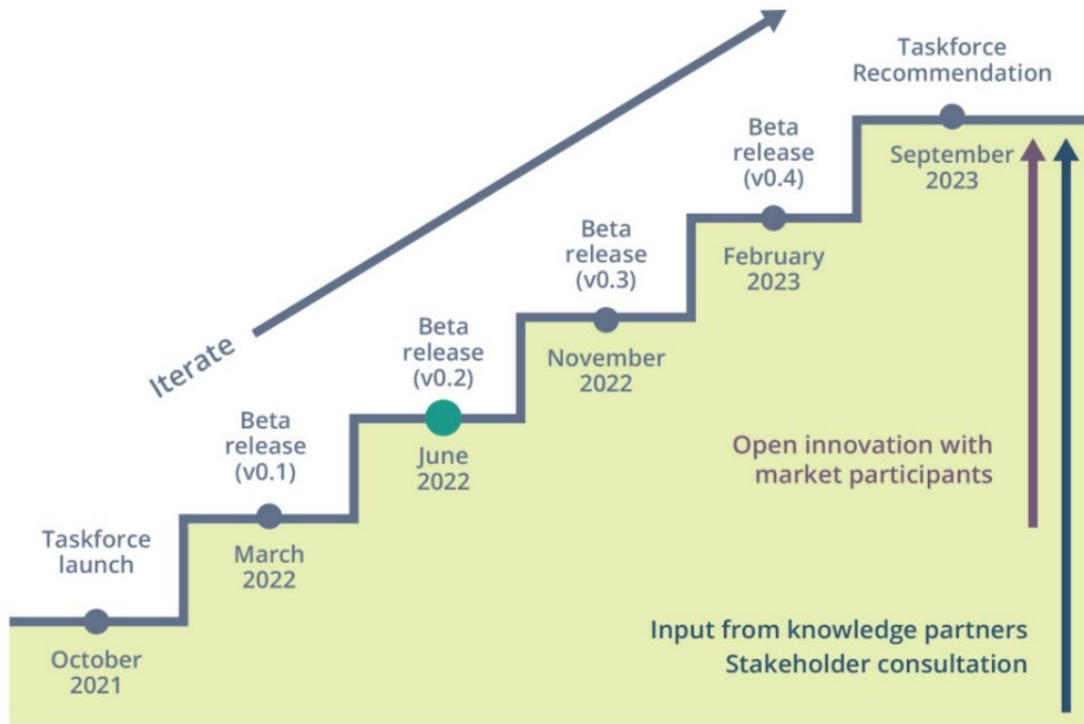 Taskforce
launch
October
2021
Beta
release
(v0.1)
March
2022
Beta
release
(v0.2)
June
2022
Beta
release
(v0.3)
November
2022
Beta
release
(v0.4)
February
2023
Taskforce
Recommendation
September
2023
Iterate
Open innovation with
market participants
Input from knowledge partners
Stakeholder consultation